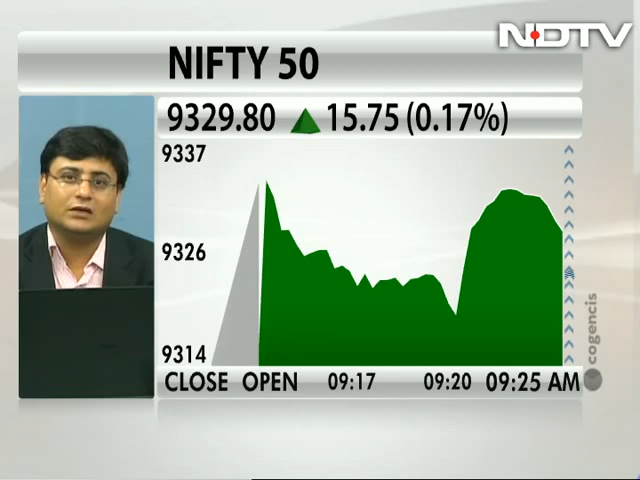 NDTV
NIFTY 50
9329.80 ▲ 15.75 (0.17%)
9337
9326
9314
CLOSE OPEN 09:17 09:20 09:25 AM
cogencis